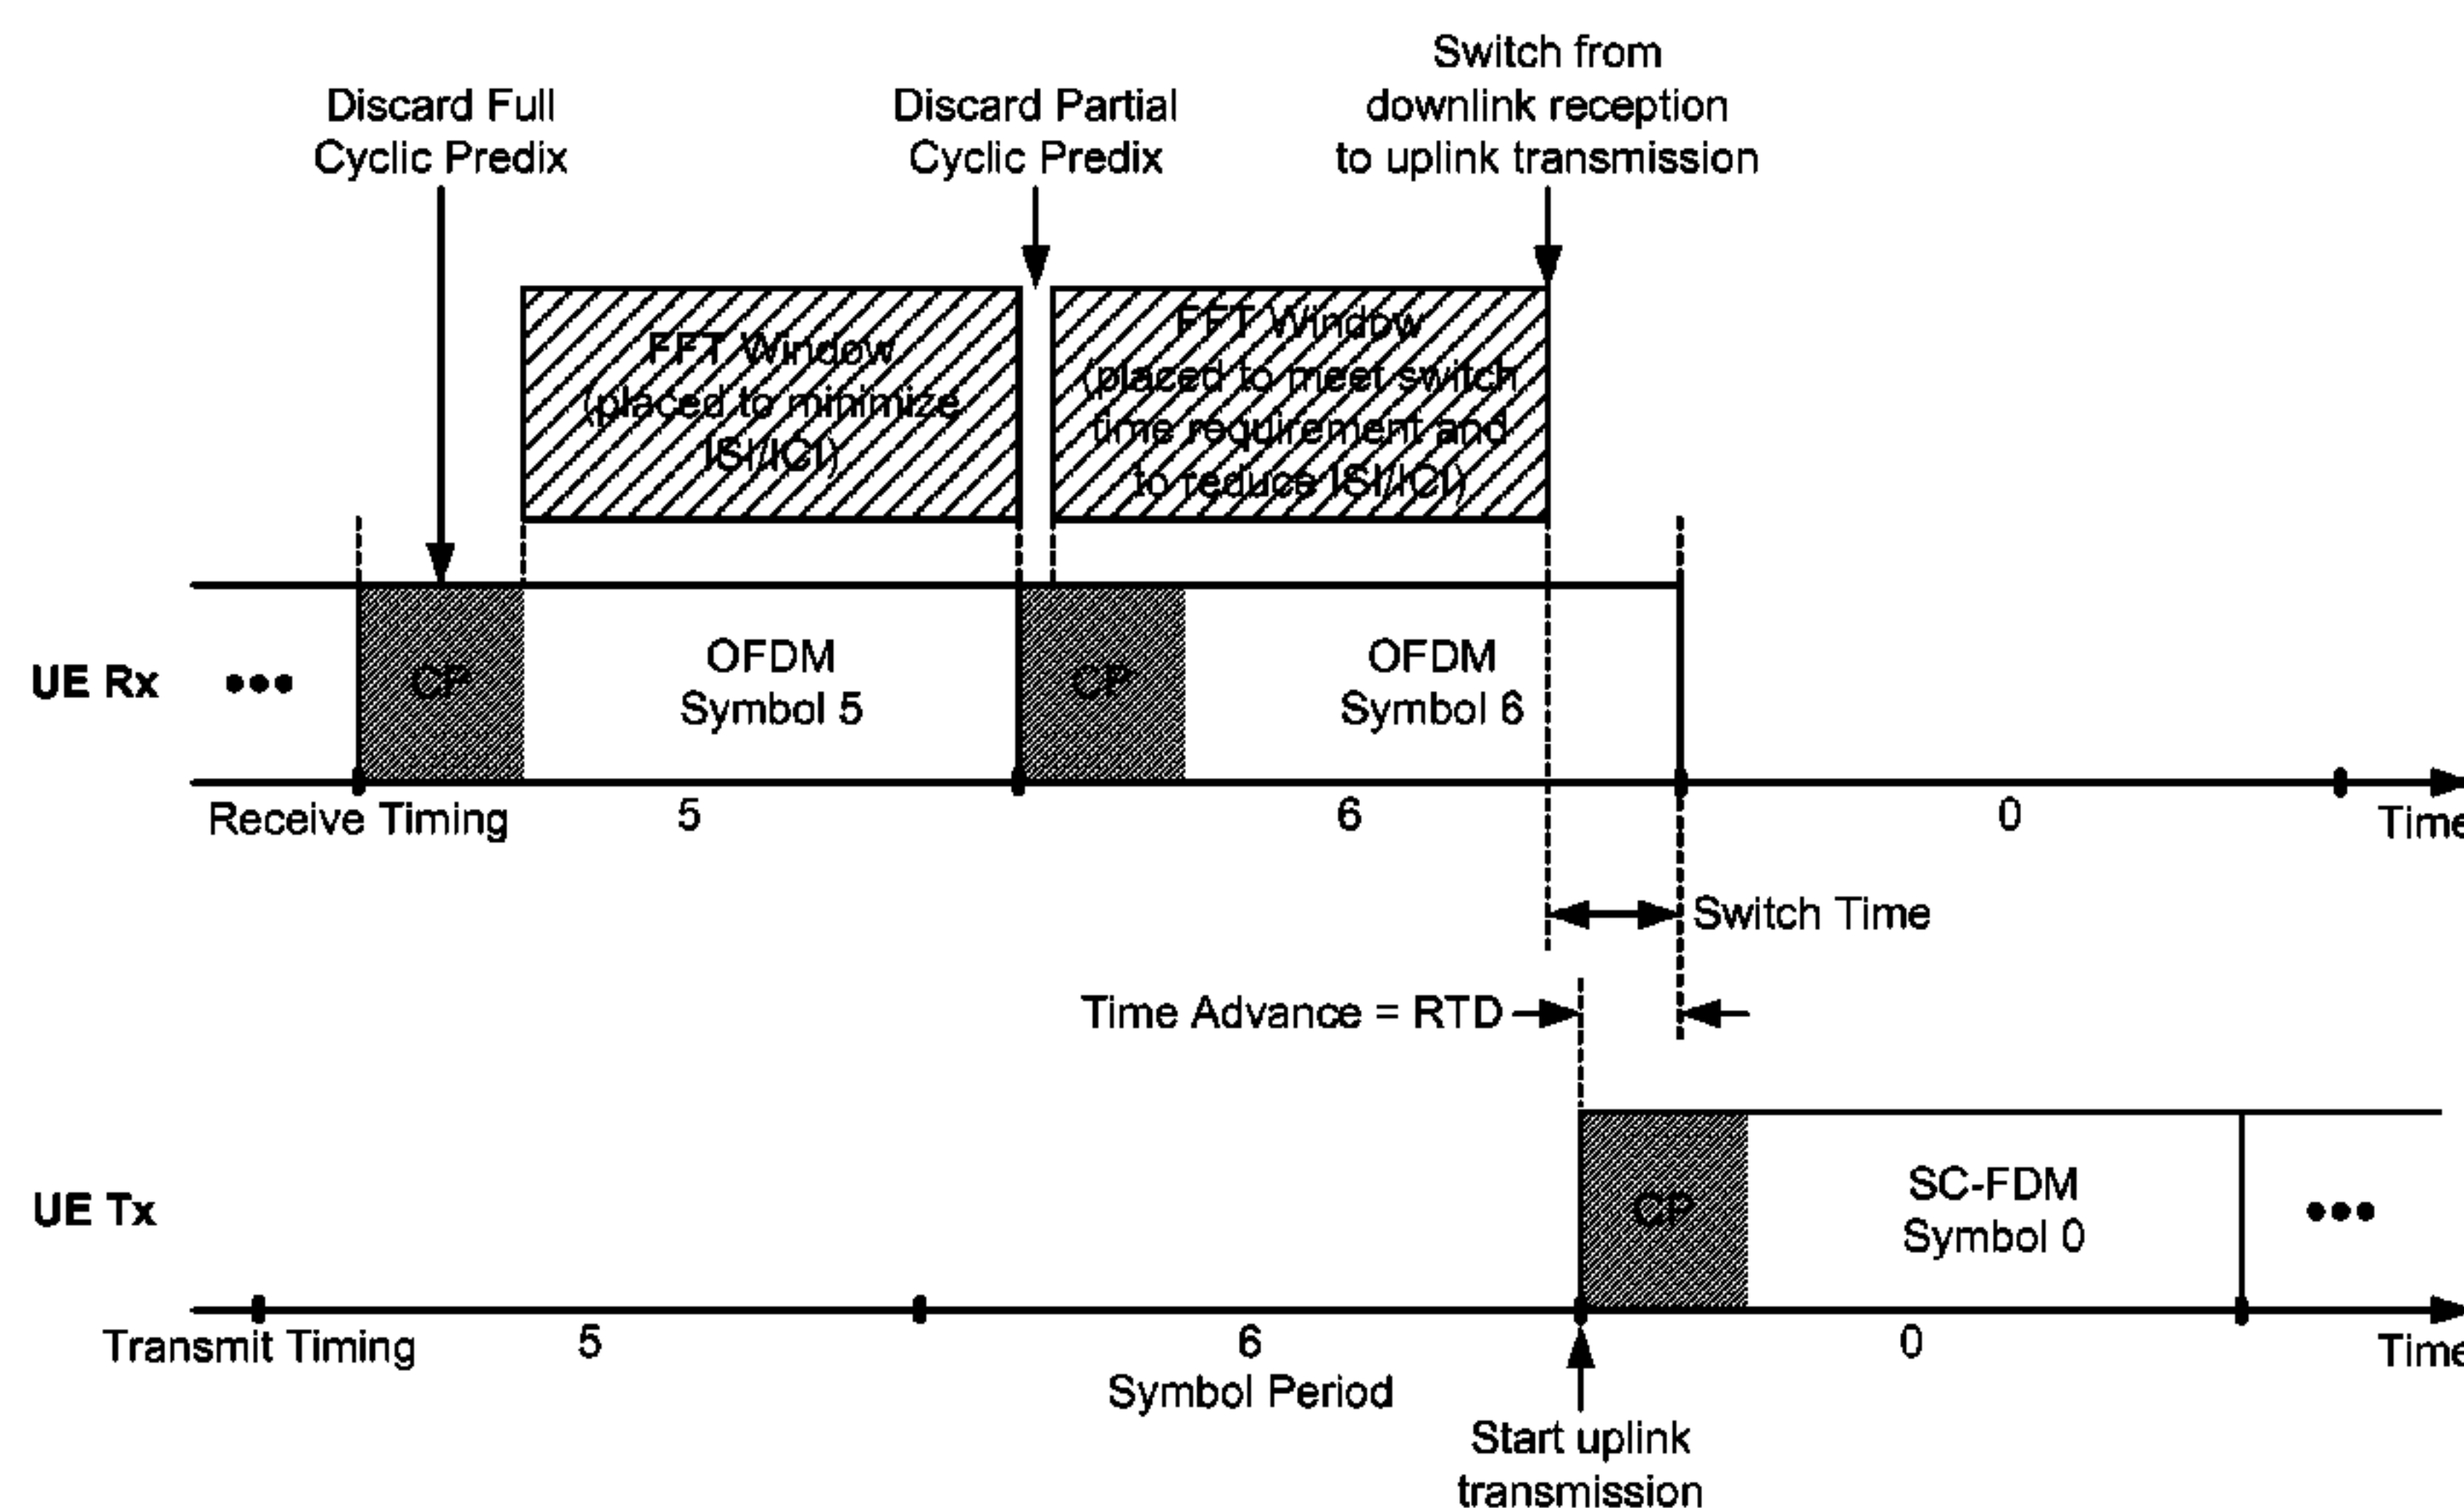 Switch from
Discard Full
Discard Partial
downlink reception
Cyclic Predix
Cyclic Predix
to uplink transmission
FFT Window
(placed to minimize
ISI/ICI)
FFT Window
(placed to meet switch
time requirement and
to reduce ISI/ICI)
UE Rx
•••
CP
OFDM
Symbol 5
CP
OFDM
Symbol 6
Receive Timing
5
6
0
Time
Switch Time
Time Advance = RTD
UE Tx
CP
SC-FDM
Symbol 0
•••
Transmit Timing
5
6
0
Time
Symbol Period
Start uplink
transmission